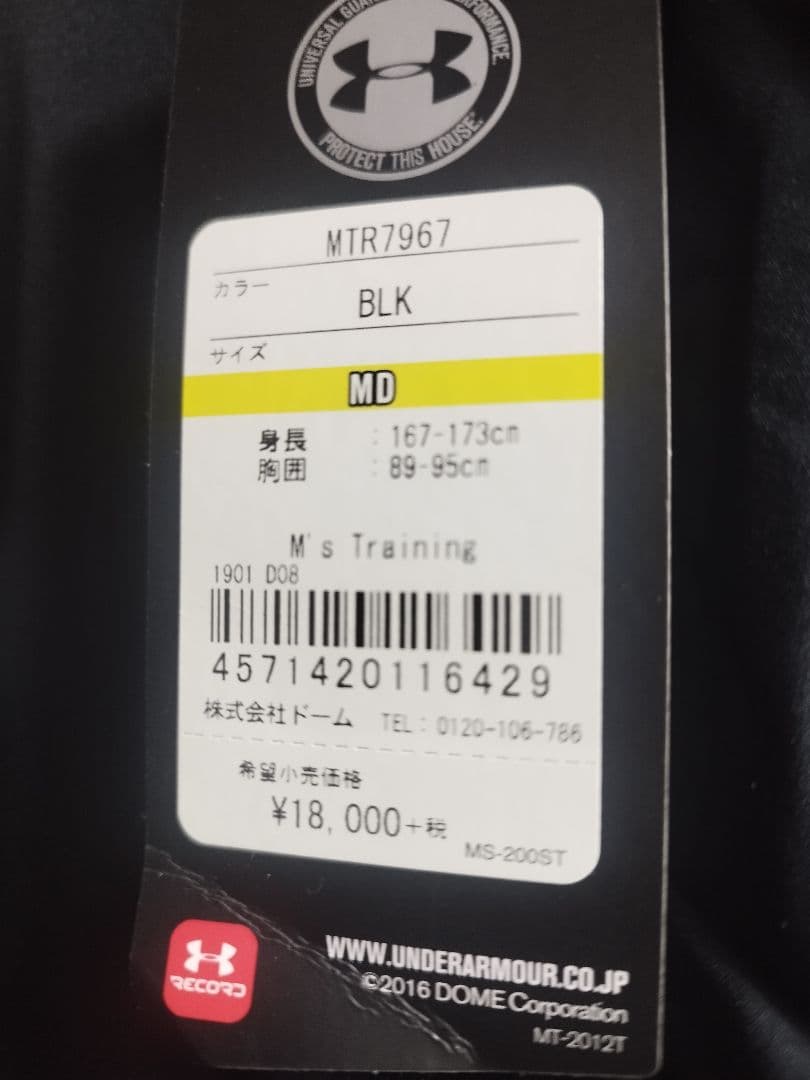 UNIVERSAL GUA
PERFORMANCE.
PROTECT THIS HOUSE.
MTR7967
カラー
BLK
サイズ
MD
身長 : 167-173cm
胸囲 : 89-95cm
M's Training
1901 D08
4571420116429
株式会社ドーム TEL：0120-106-786
希望小売価格
¥18,000+税
MS-200ST
RECORD
WWW.UNDERARMOUR.CO.JP
©2016 DOME Corporation
MT-2012T